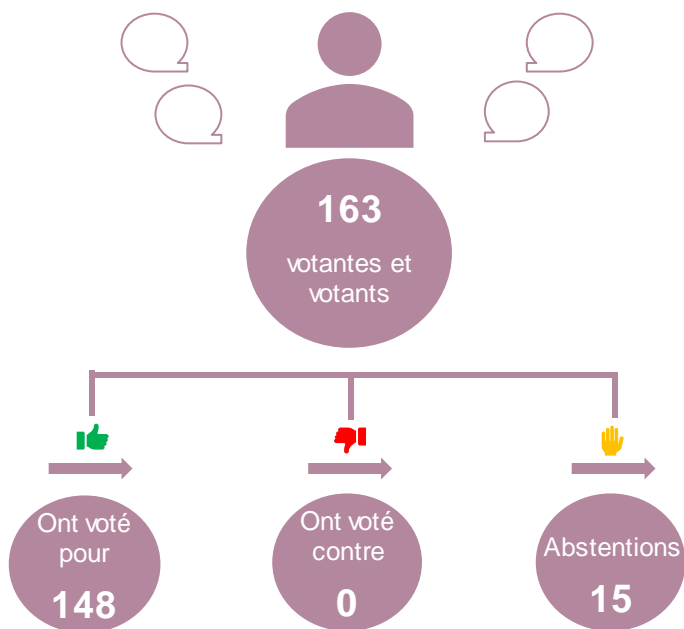 163
votantes et
votants
Ont voté
pour
148
Ont voté
contre
0
Abstentions
15